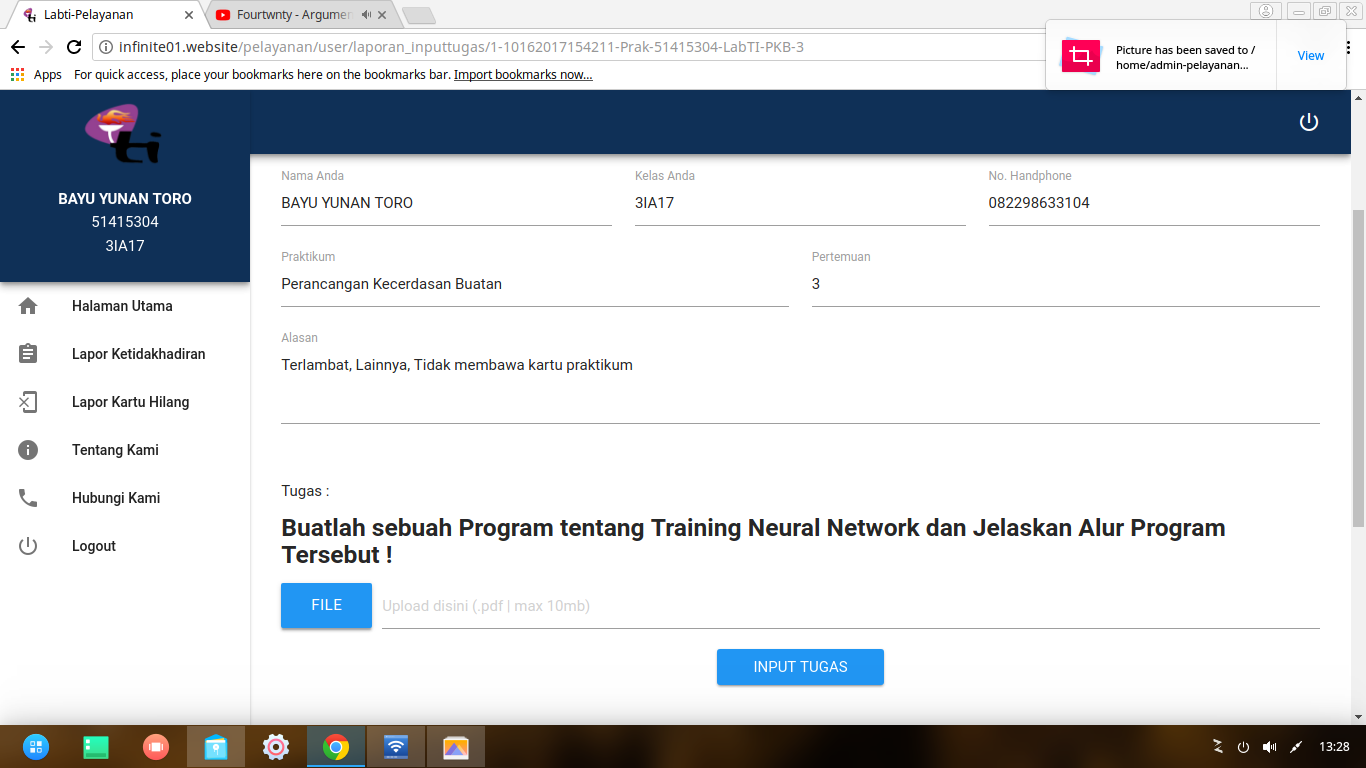 Labti-Pelayanan
Fourtwnty - Argumen
infinite01.website/pelayanan/user/laporan_inputtugas/1-10162017154211-Prak-51415304-LabTI-PKB-3
Apps For quick access, place your bookmarks here on the bookmarks bar. Import bookmarks now...
Picture has been saved to /
home/admin-pelayanan...
View
ti
BAYU YUNAN TORO
51415304
3IA17
Halaman Utama
Lapor Ketidakhadiran
Lapor Kartu Hilang
Tentang Kami
Hubungi Kami
Logout
Nama Anda Kelas Anda No. Handphone
BAYU YUNAN TORO 3IA17 082298633104
Praktikum Pertemuan
Perancangan Kecerdasan Buatan 3
Alasan
Terlambat, Lainnya, Tidak membawa kartu praktikum
Tugas :
Buatlah sebuah Program tentang Training Neural Network dan Jelaskan Alur Program
Tersebut !
FILE Upload disini (.pdf | max 10mb)
INPUT TUGAS
13:28